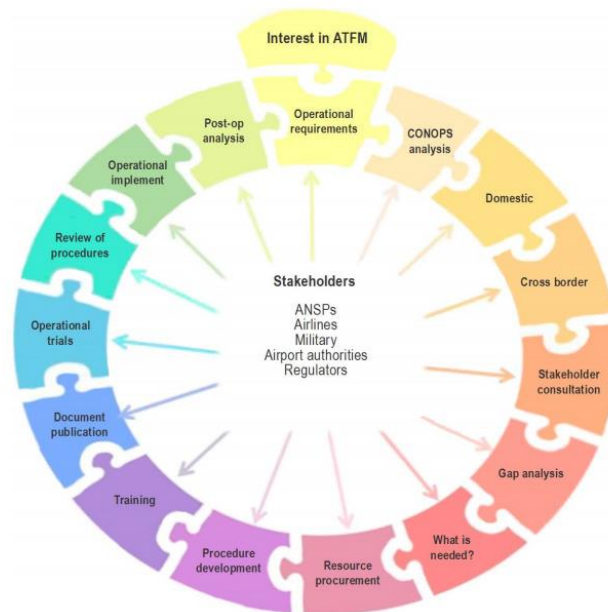 Interest in ATFM
Operational
requirements
CONOPS
analysis
Domestic
Cross border
Stakeholder
consultation
Gap analysis
What is
needed?
Resource
procurement
Procedure
development
Training
Document
publication
Operational
trials
Review of
procedures
Operational
implement
Post-op
analysis
Stakeholders
ANSPs
Airlines
Military
Airport authorities
Regulators